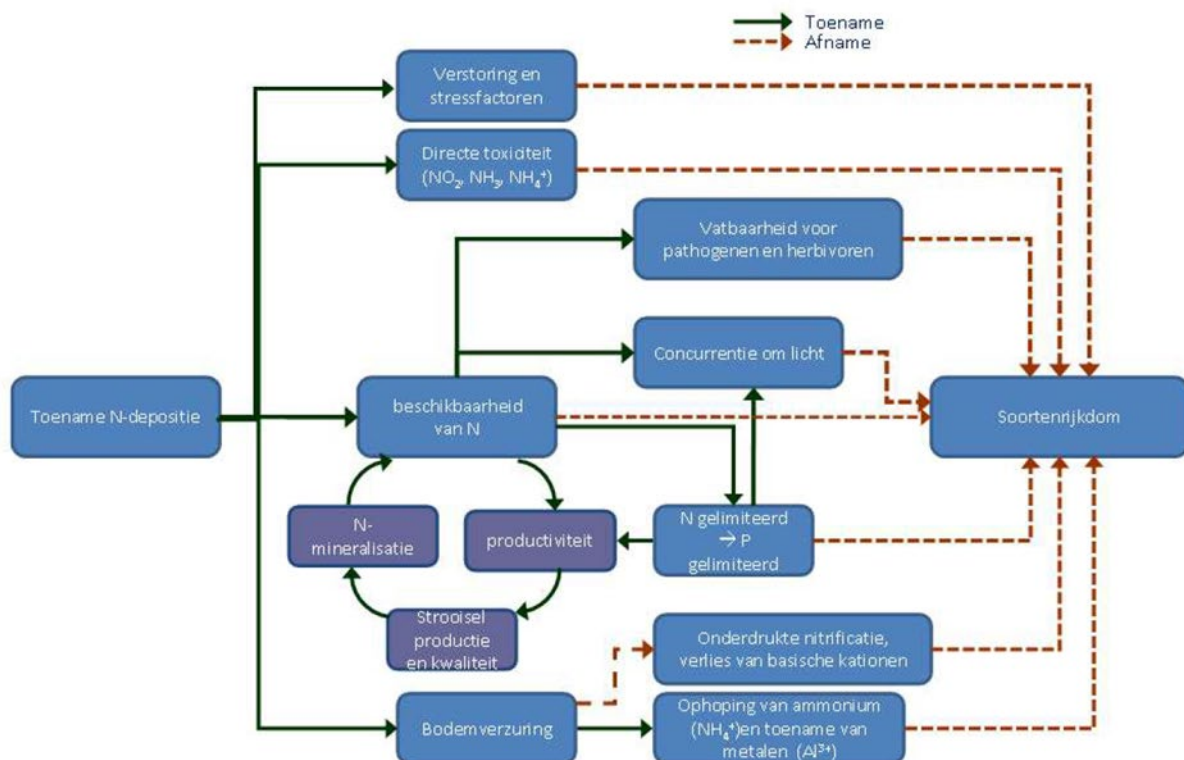 Toename
Afname
Verstoring en
stressfactoren
Directe toxiciteit
(NO₂, NH₃, NH₄⁺)
Vatbaarheid voor
pathogenen en herbivoren
Concurrentie om licht
Toename N-depositie
beschikbaarheid
van N
Soortenrijkdom
N-
mineralisatie
productiviteit
N gelimiteerd
→ P
gelimiteerd
Strooisel
productie
en kwaliteit
Onderdrukte nitrificatie,
verlies van basische kationen
Bodemverzuring
Ophoping van ammonium
(NH₄⁺)en toename van
metalen (Al³⁺)